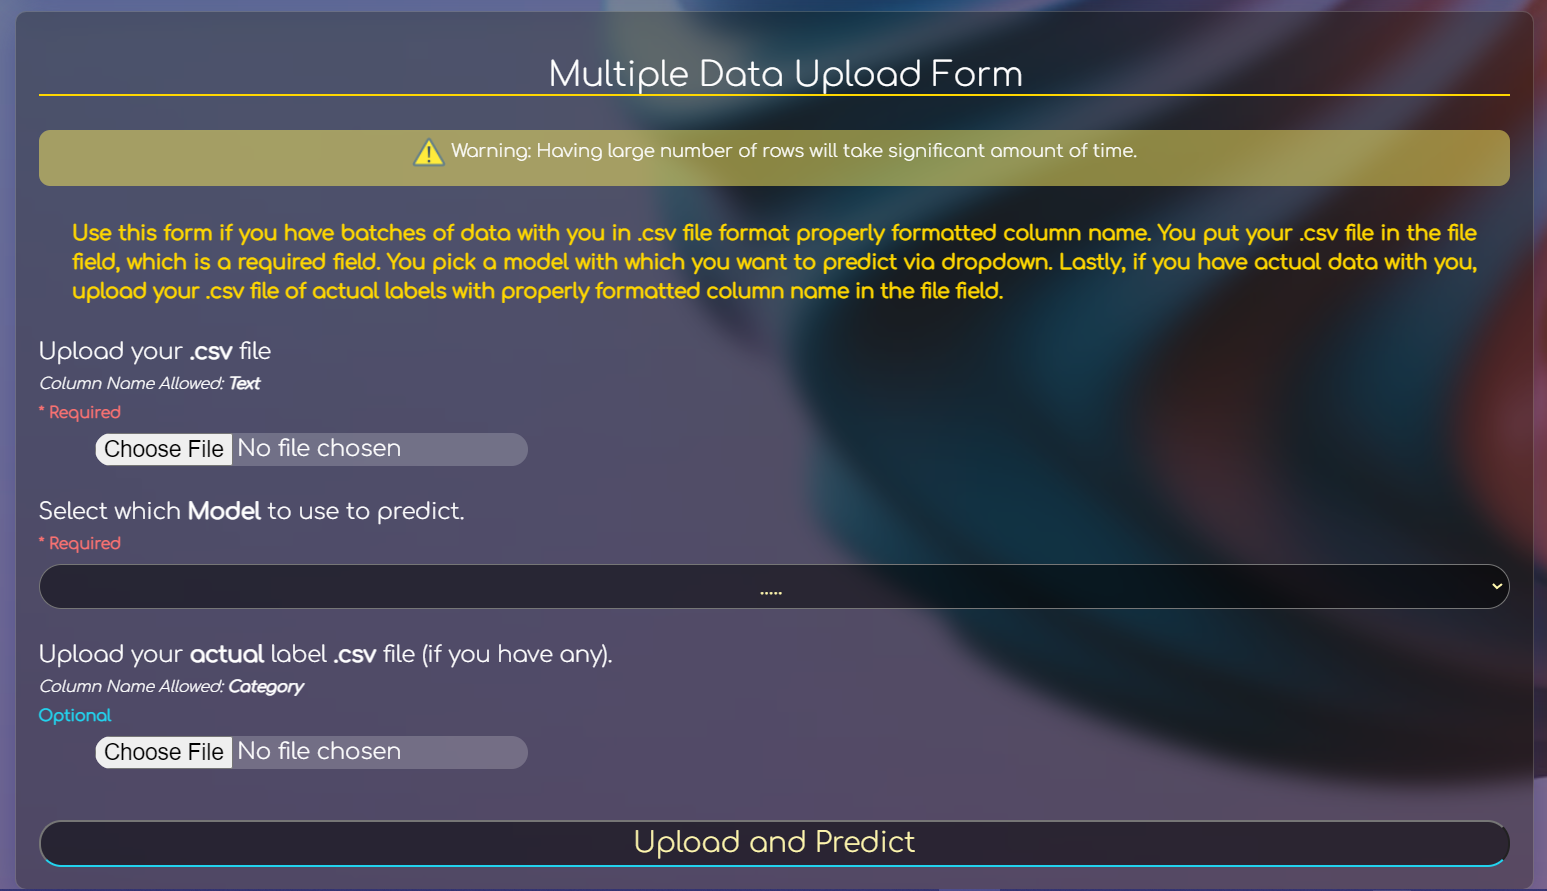 Multiple Data Upload Form
Warning: Having large number of rows will take significant amount of time.
Use this form if you have batches of data with you in .csv file format properly formatted column name. You put your .csv file in the file
field, which is a required field. You pick a model with which you want to predict via dropdown. Lastly, if you have actual data with you,
upload your .csv file of actual labels with properly formatted column name in the file field.
Upload your .csv file
Column Name Allowed: Text
* Required
Choose File No file chosen
Select which Model to use to predict.
* Required
.....
Upload your actual label .csv file (if you have any).
Column Name Allowed: Category
Optional
Choose File No file chosen
Upload and Predict